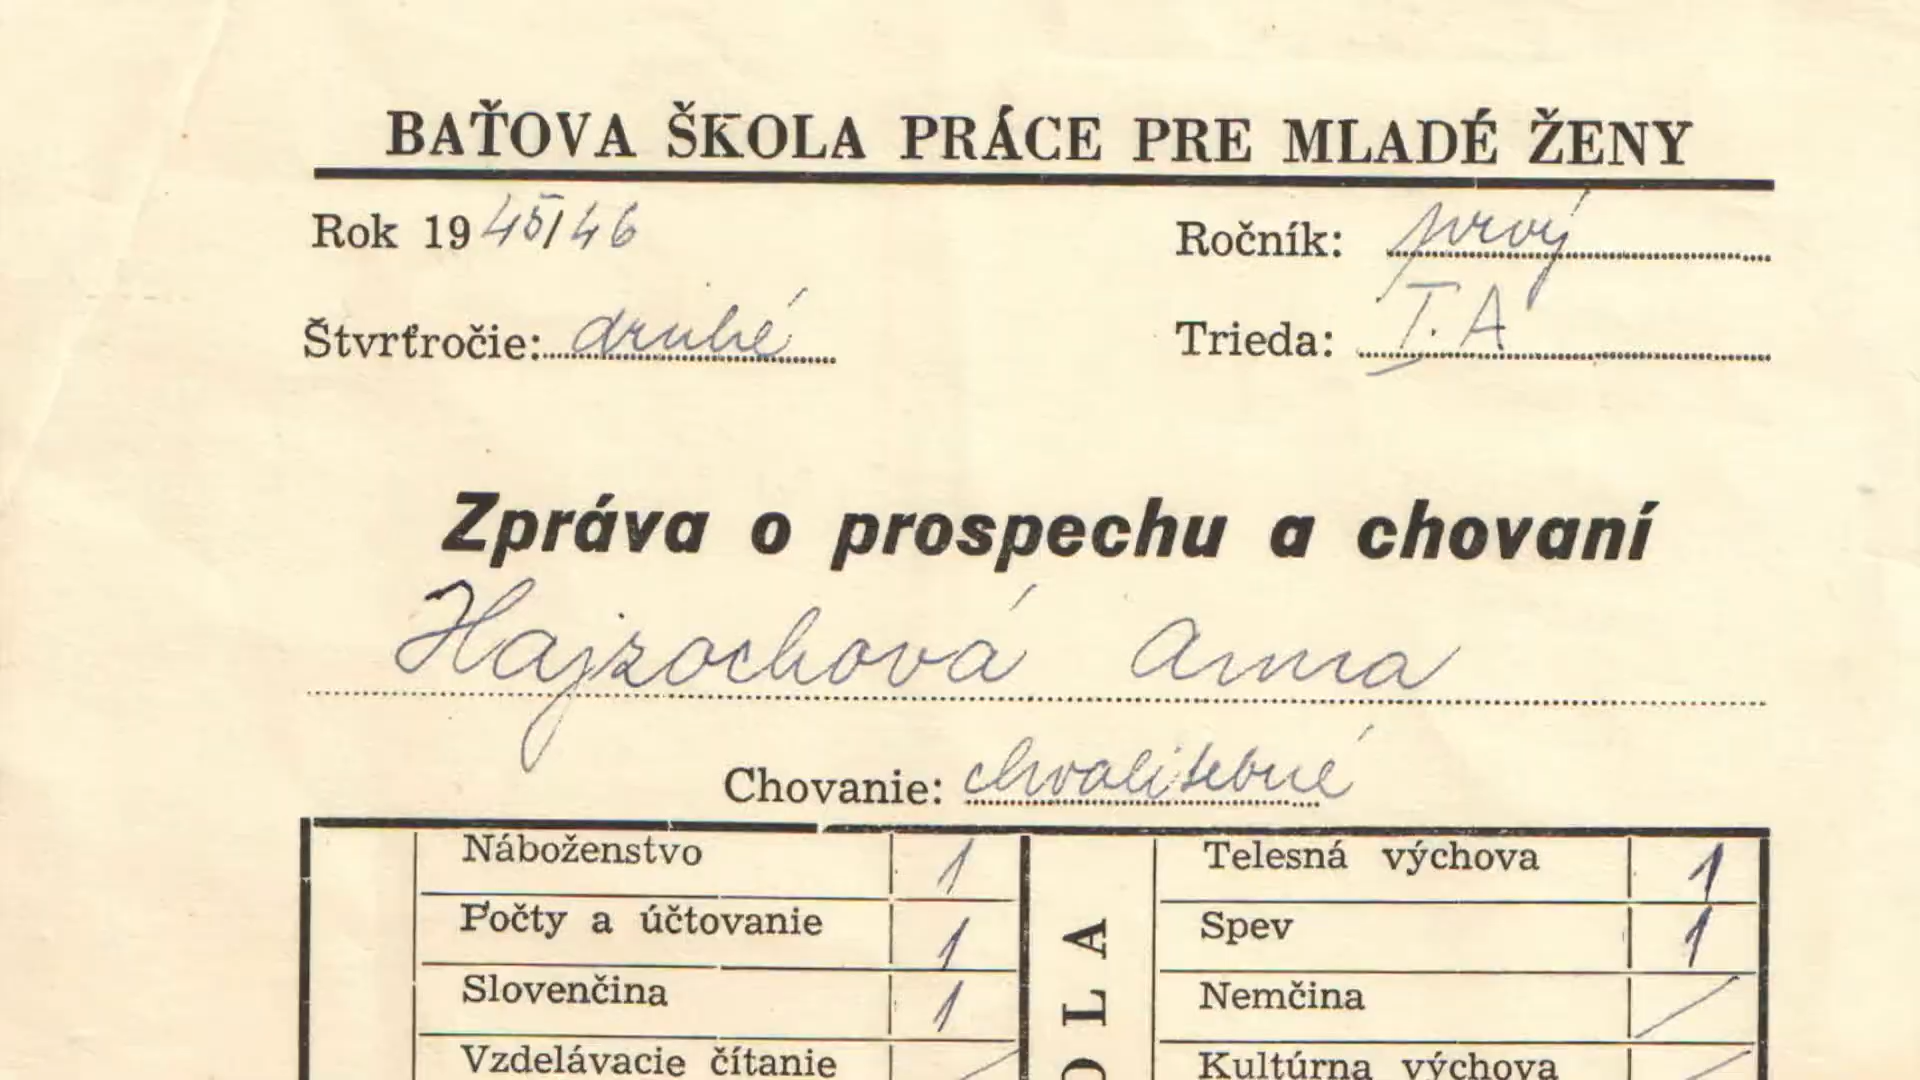 BAŤOVA ŠKOLA PRÁCE PRE MLADÉ ŽENY
Rok 1945/46
Ročník: prvý
Štvrťročie: druhé
Trieda: I. A
Zpráva o prospechu a chovaní
Hajzochová Anna
Chovanie: chvalitebné
Náboženstvo 1
Telesná výchova 1
Počty a účtovanie 1
Spev 1
Slovenčina 1
Nemčina
Vzdelávacie čítanie
Kultúrna výchova
OLA